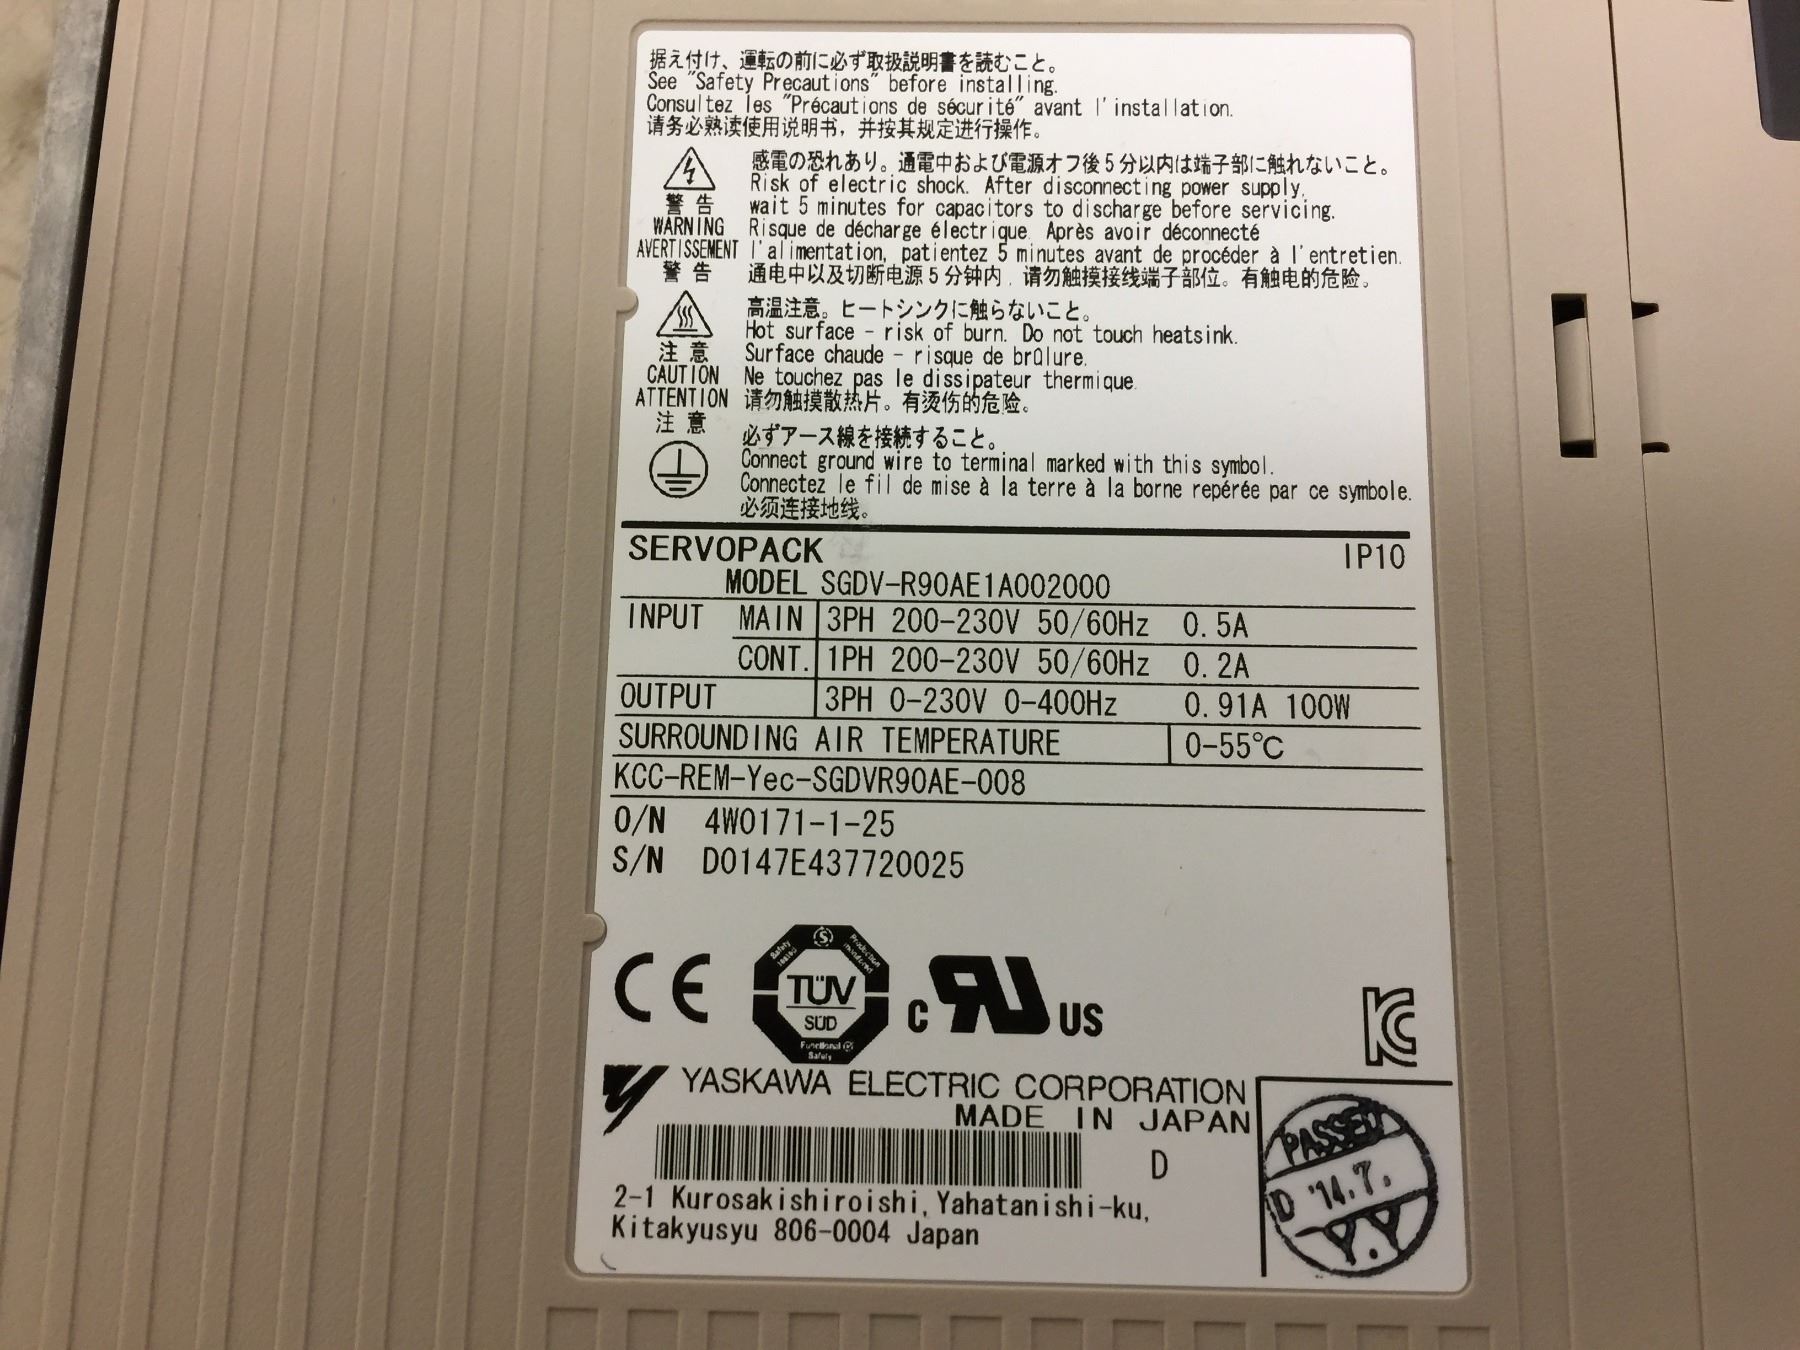 据え付け、運転の前に必ず取扱説明書を読むこと。
See "Safety Precautions" before installing.
Consultez les "Précautions de sécurité" avant l'installation.
请务必熟读使用说明书，并按其规定进行操作。
感電の恐れあり。通電中および電源オフ後5分以内は端子部に触れないこと。
Risk of electric shock. After disconnecting power supply,
警告 wait 5 minutes for capacitors to discharge before servicing.
WARNING Risque de décharge électrique. Après avoir déconnecté
AVERTISSEMENT l'alimentation, patientez 5 minutes avant de procéder à l'entretien.
警告 通电中以及切断电源5分钟内，请勿触摸接线端子部位。有触电的危险。
高温注意。ヒートシンクに触らないこと。
Hot surface - risk of burn. Do not touch heatsink.
注意 Surface chaude - risque de brûlure.
CAUTION Ne touchez pas le dissipateur thermique.
ATTENTION 请勿触摸散热片。有烫伤的危险。
注意
必ずアース線を接続すること。
Connect ground wire to terminal marked with this symbol.
Connectez le fil de mise à la terre à la borne repérée par ce symbole.
必须连接地线。
SERVOPACK IP10
MODEL SGDV-R90AE1A002000
INPUT MAIN 3PH 200-230V 50/60Hz 0.5A
CONT. 1PH 200-230V 50/60Hz 0.2A
OUTPUT 3PH 0-230V 0-400Hz 0.91A 100W
SURROUNDING AIR TEMPERATURE 0-55℃
KCC-REM-Yec-SGDVR90AE-008
O/N 4W0171-1-25
S/N D0147E437720025
CE
Safety tested S Production monitored
TÜV
SÜD
Functional Safety
c RU US
KC
YASKAWA ELECTRIC CORPORATION
MADE IN JAPAN
D
PASSED
D '14.7.
Y.Y
2-1 Kurosakishiroishi, Yahatanishi-ku,
Kitakyusyu 806-0004 Japan